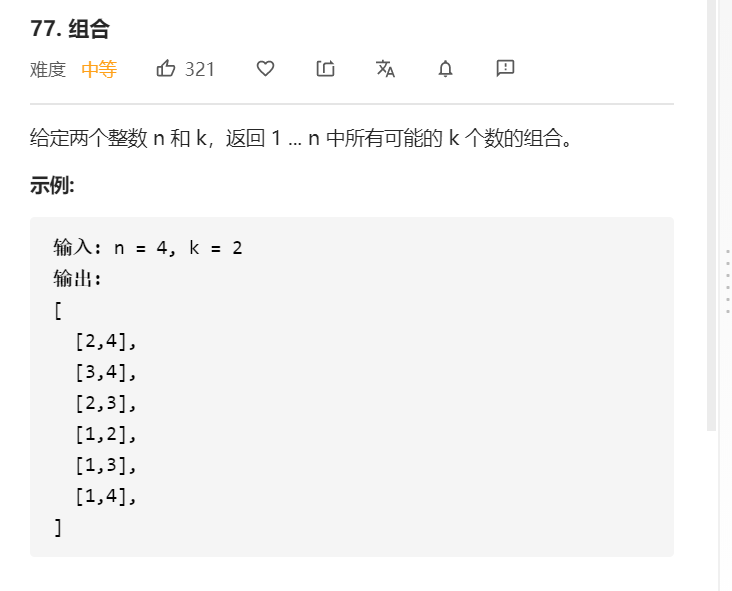 77. 组合
难度 中等 321
给定两个整数 n 和 k，返回 1 ... n 中所有可能的 k 个数的组合。
示例:
输入: n = 4, k = 2
输出:
[
  [2,4],
  [3,4],
  [2,3],
  [1,2],
  [1,3],
  [1,4],
]